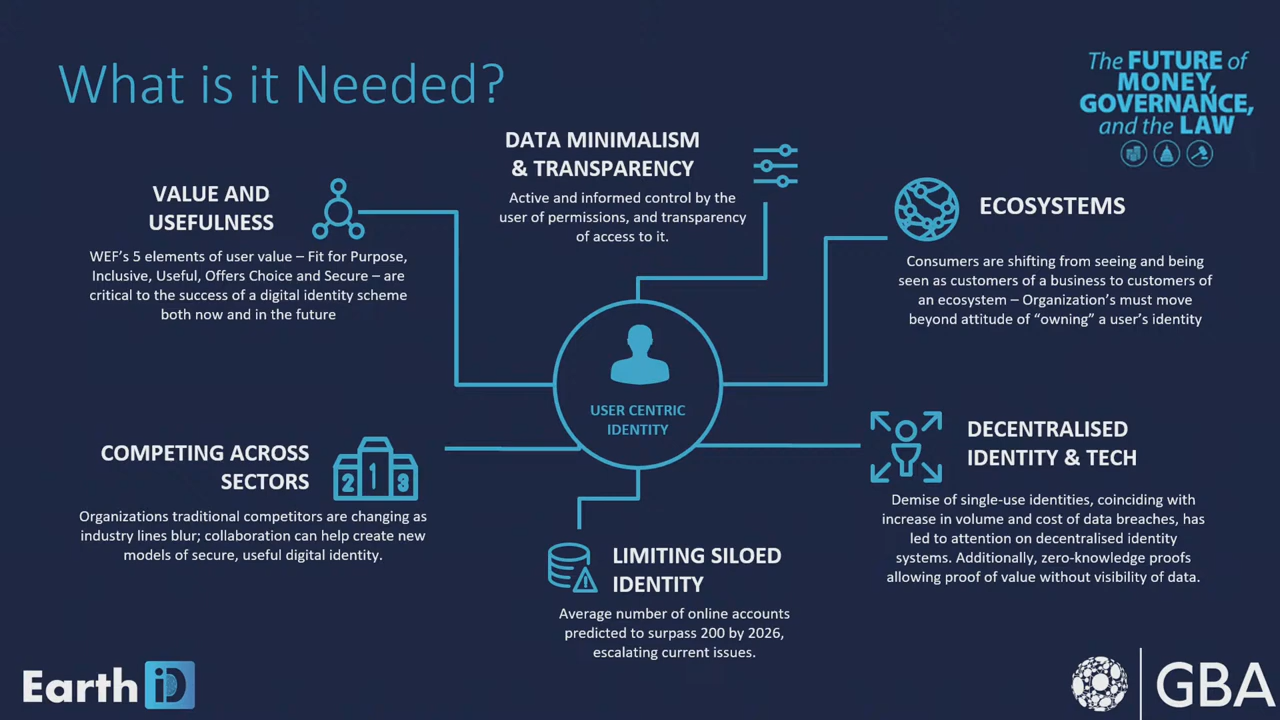 What is it Needed?
The FUTURE of
MONEY,
GOVERNANCE,
and the LAW
DATA MINIMALISM
& TRANSPARENCY
Active and informed control by the
user of permissions, and transparency
of access to it.
VALUE AND
USEFULNESS
WEF's 5 elements of user value – Fit for Purpose,
Inclusive, Useful, Offers Choice and Secure – are
critical to the success of a digital identity scheme
both now and in the future
ECOSYSTEMS
Consumers are shifting from seeing and being
seen as customers of a business to customers of
an ecosystem – Organization's must move
beyond attitude of “owning” a user's identity
USER CENTRIC
IDENTITY
COMPETING ACROSS
SECTORS
2 1 3
Organizations traditional competitors are changing as
industry lines blur; collaboration can help create new
models of secure, useful digital identity.
DECENTRALISED
IDENTITY & TECH
Demise of single-use identities, coinciding with
increase in volume and cost of data breaches, has
led to attention on decentralised identity
systems. Additionally, zero-knowledge proofs
allowing proof of value without visibility of data.
LIMITING SILOED
IDENTITY
Average number of online accounts
predicted to surpass 200 by 2026,
escalating current issues.
Earth iD
GBA